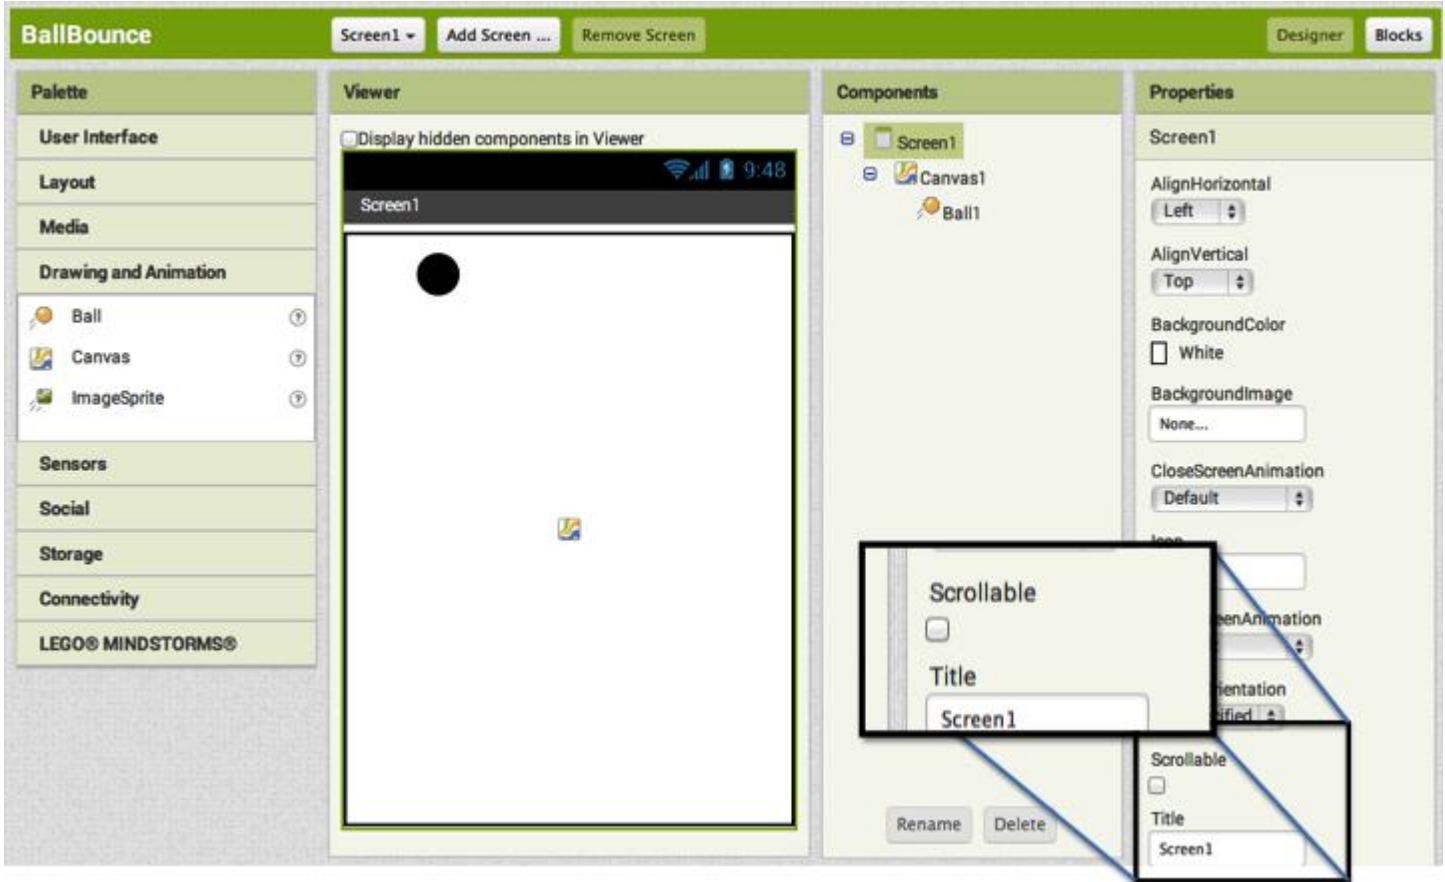 BallBounce
Screen1
Add Screen ...
Remove Screen
Designer
Blocks
Palette
User Interface
Layout
Media
Drawing and Animation
Ball
?
Canvas
?
ImageSprite
?
Sensors
Social
Storage
Connectivity
LEGO® MINDSTORMS®
Viewer
Display hidden components in Viewer
9:48
Screen1
Components
Screen1
Canvas1
Ball1
Rename
Delete
Properties
Screen1
AlignHorizontal
Left
AlignVertical
Top
BackgroundColor
White
BackgroundImage
None...
CloseScreenAnimation
Default
Scrollable
Title
Screen1
Scrollable
Title
Screen1